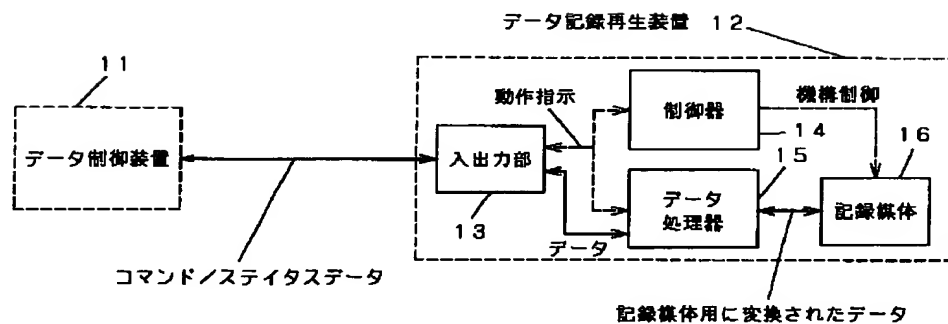 データ記録再生装置 12
11
動作指示
制御器
機構制御
14
16
データ制御装置
入出力部
15
13
データ
処理器
記録媒体
データ
コマンド/ステイタスデータ
記録媒体用に変換されたデータ